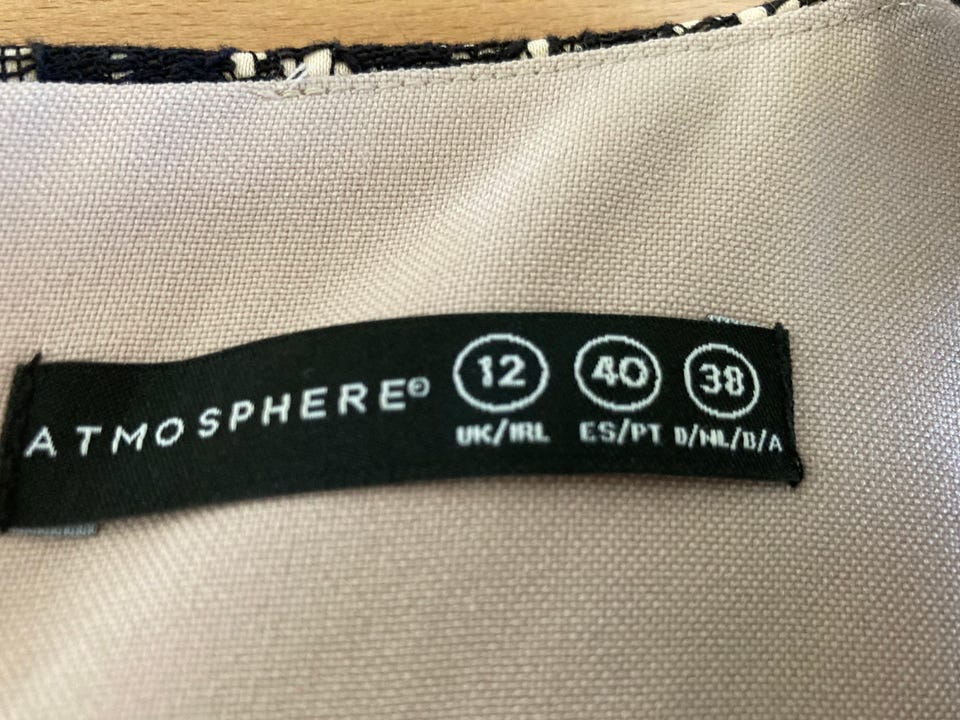 ATMOSPHERE®
12 40 38
UK/IRL ES/PT D/NL/B/A